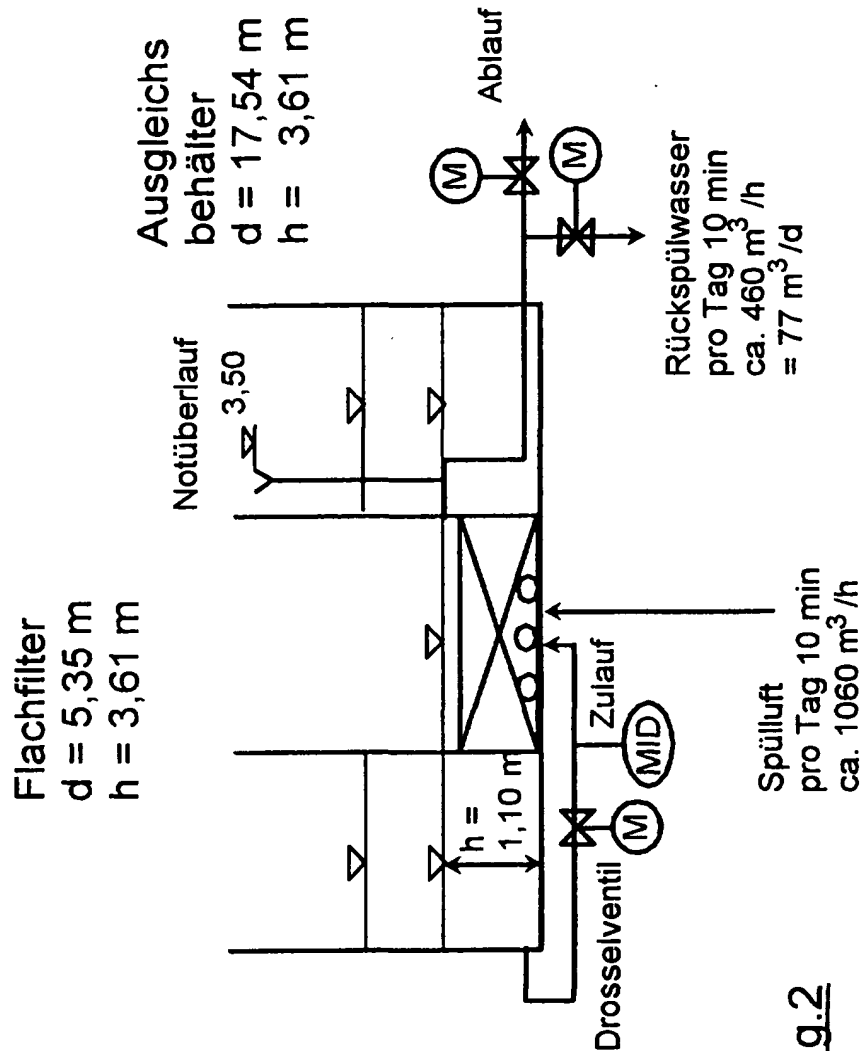 Flachfilter
d = 5,35 m
h = 3,61 m
Ausgleichs
behälter
d = 17,54 m
h = 3,61 m
Notüberlauf
3,50
h =
1,10 m
M
Ablauf
M
Drosselventil
M
MID
Zulauf
Spülluft
pro Tag 10 min
ca. 1060 m³/h
Rückspülwasser
pro Tag 10 min
ca. 460 m³/h
= 77 m³/d
g.2